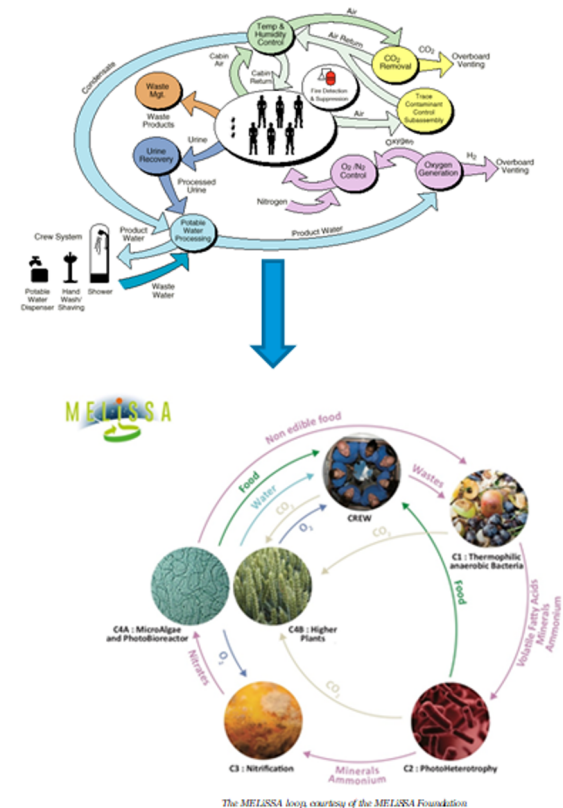 Air
Temp &
Humidity
Control
Air Return
CO2
Removal
CO2
Overboard
Venting
Condensate
Cabin
Air
Cabin
Return
Fire Detection
& Suppression
Trace
Contaminant
Control
Subassembly
Waste
Mgt.
Waste
Products
Air
Urine
Urine
Recovery
Oxygen
O2 /N2
Control
Oxygen
Generation
H2
Overboard
Venting
Processed
Urine
Nitrogen
Crew System
Product
Water
Potable
Water
Processing
Product Water
Waste
Water
Potable
Water
Dispenser
Hand
Wash/
Shaving
Shower
MELiSSA
Non edible food
Food
Water
CO2
O2
CREW
Wastes
CO2
C1 : Thermophilic
anaerobic Bacteria
Food
Volatile Fatty Acids
Minerals
Ammonium
C4A : MicroAlgae
and PhotoBioreactor
C4B : Higher
Plants
Nitrates
O2
CO2
C3 : Nitrification
Minerals
Ammonium
C2 : PhotoHeterotrophy
The MELiSSA loop, courtesy of the MELiSSA Foundation